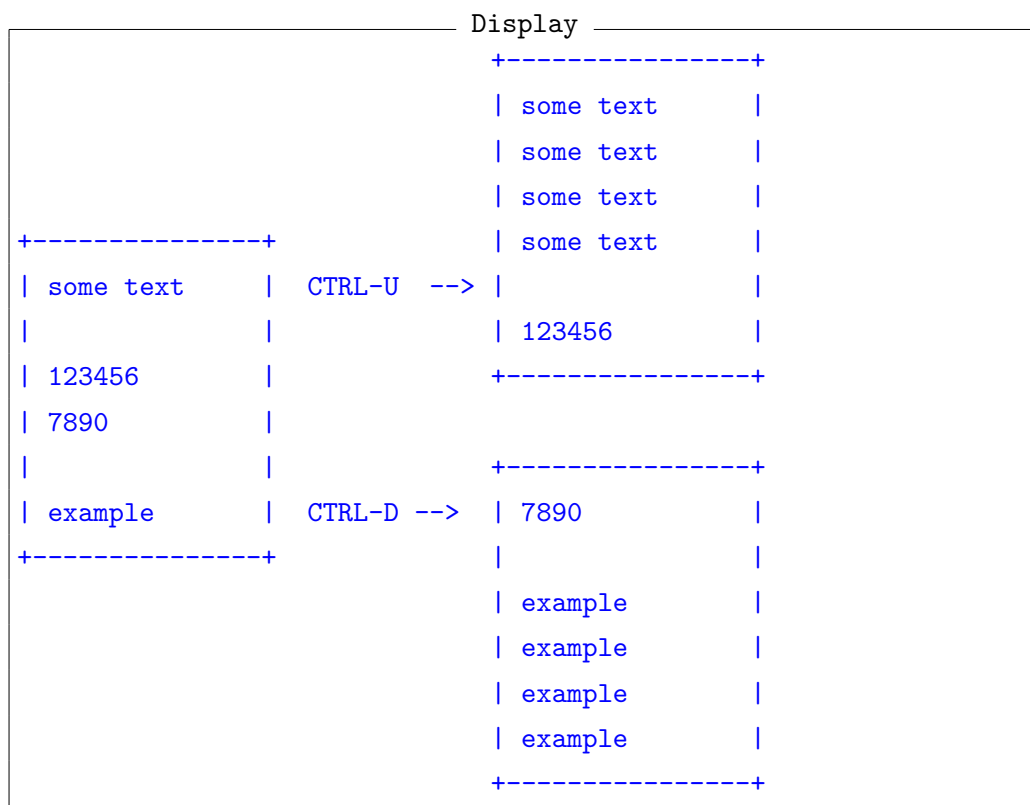 Display
                                +----------------+
                                | some text      |
                                | some text      |
                                | some text      |
+---------------+               | some text      |
| some text     |  CTRL-U  -->  |                |
|               |               | 123456         |
| 123456        |               +----------------+
| 7890          |
|               |               +----------------+
| example       |  CTRL-D -->   | 7890           |
+---------------+               |                |
                                | example        |
                                | example        |
                                | example        |
                                | example        |
                                +----------------+